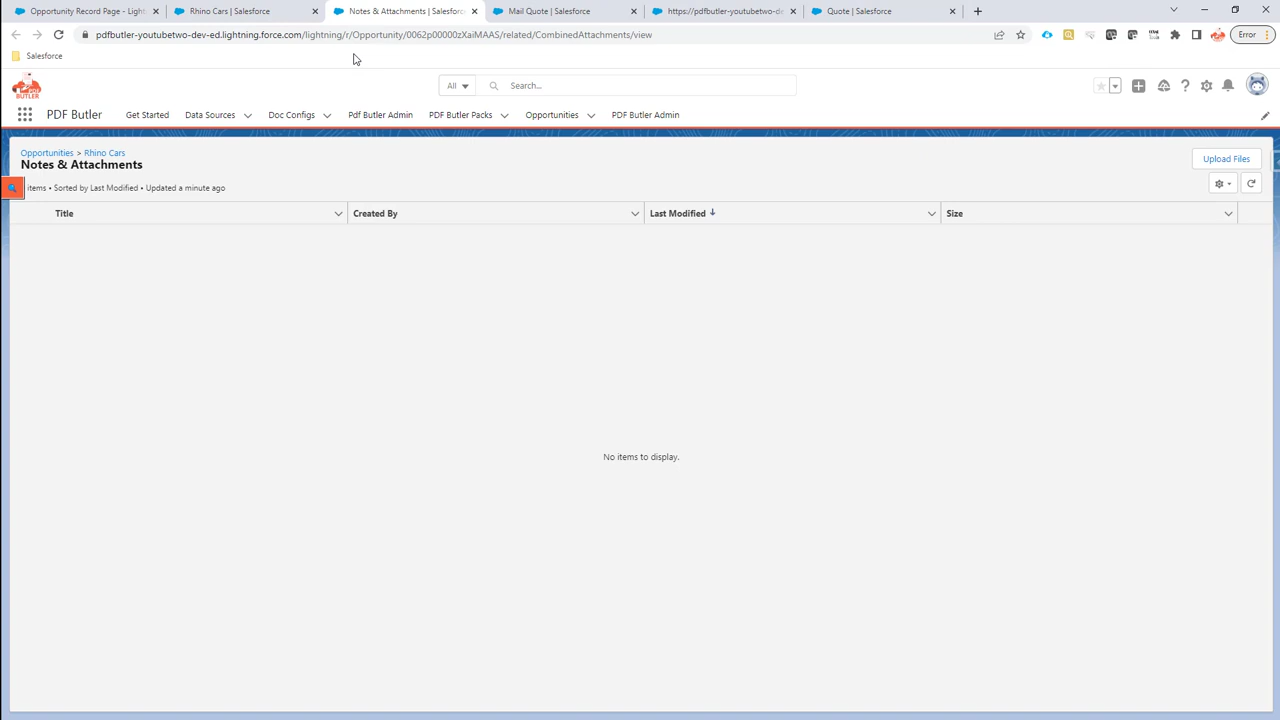 Opportunity Record Page - Light
Rhino Cars | Salesforce
Notes & Attachments | Salesforc
Mail Quote | Salesforce
https://pdfbutler-youtubetwo-de
Quote | Salesforce
pdfbutler-youtubetwo-dev-ed.lightning.force.com/lightning/r/Opportunity/0062p00000zXaiMAAS/related/CombinedAttachments/view
Error
Salesforce
PDF BUTLER
All
Search...
PDF Butler
Get Started
Data Sources
Doc Configs
Pdf Butler Admin
PDF Butler Packs
Opportunities
PDF Butler Admin
Opportunities > Rhino Cars
Notes & Attachments
Upload Files
items • Sorted by Last Modified • Updated a minute ago
Title
Created By
Last Modified
Size
No items to display.